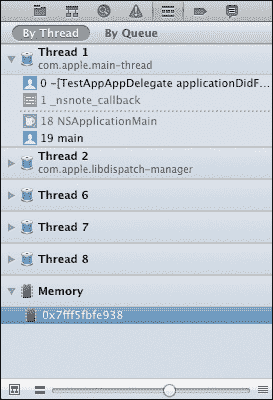 By Thread By Queue
Thread 1
com.apple.main-thread
0 -[TestAppAppDelegate applicationDidF...
1 _nsnote_callback
18 NSApplicationMain
19 main
Thread 2
com.apple.libdispatch-manager
Thread 6
Thread 7
Thread 8
Memory
0x7fff5fbfe938